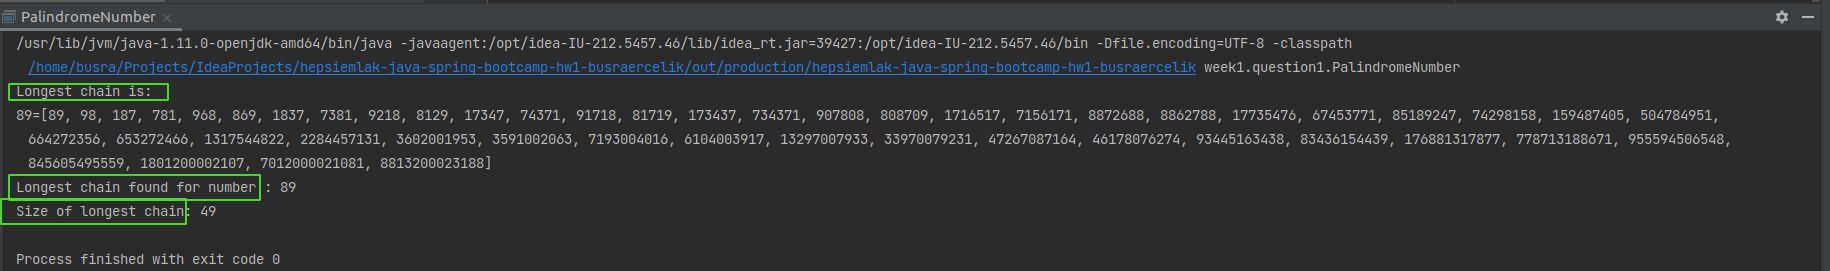 PalindromeNumber
/usr/lib/jvm/java-1.11.0-openjdk-amd64/bin/java -javaagent:/opt/idea-IU-212.5457.46/lib/idea_rt.jar=39427:/opt/idea-IU-212.5457.46/bin -Dfile.encoding=UTF-8 -classpath
/home/busra/Projects/IdeaProjects/hepsiemlak-java-spring-bootcamp-hw1-busraercelik/out/production/hepsiemlak-java-spring-bootcamp-hw1-busraercelik week1.question1.PalindromeNumber
Longest chain is:
89=[89, 98, 187, 781, 968, 869, 1837, 7381, 9218, 8129, 17347, 74371, 91718, 81719, 173437, 734371, 907808, 808709, 1716517, 7156171, 8872688, 8862788, 17735476, 67453771, 85189247, 74298158, 159487405, 504784951,
664272356, 653272466, 1317544822, 2284457131, 3602001953, 3591002063, 7193004016, 6104003917, 13297007933, 33970079231, 47267087164, 46178076274, 93445163438, 83436154439, 176881317877, 778713188671, 955594506548,
845605495559, 1801200002107, 7012000021081, 8813200023188]
Longest chain found for number : 89
Size of longest chain: 49
Process finished with exit code 0